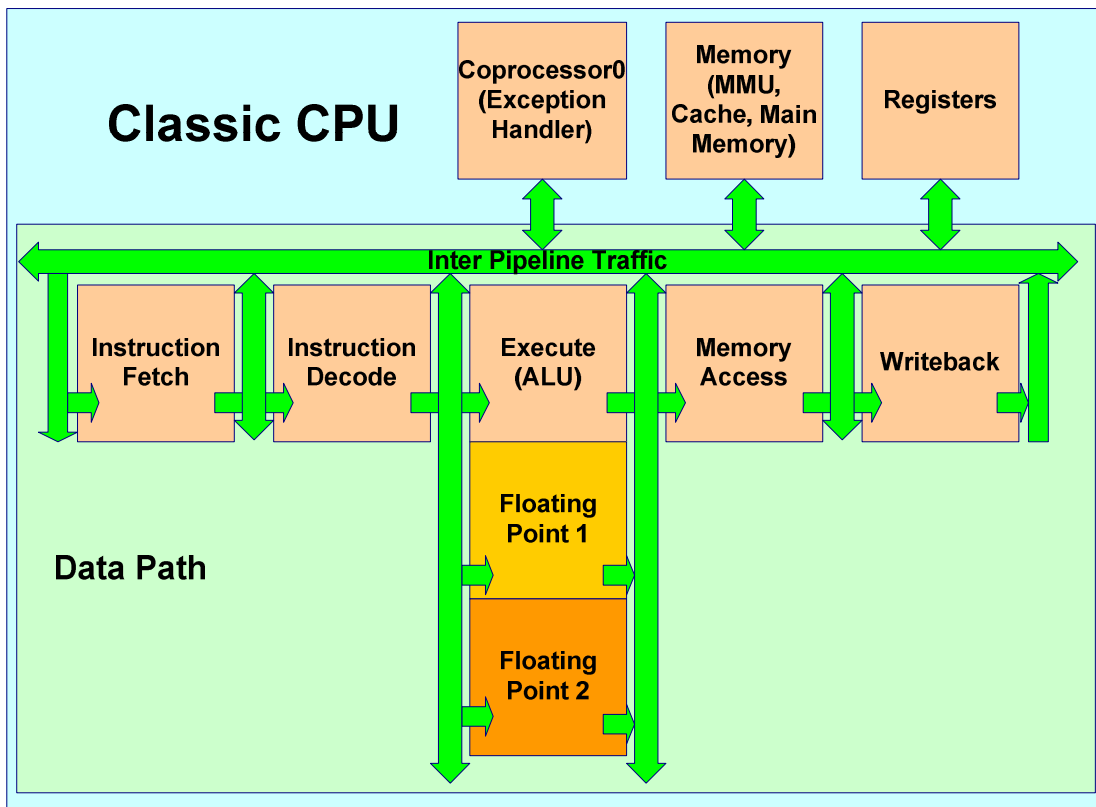 Classic CPU
Coprocessor0
(Exception
Handler)
Memory
(MMU,
Cache, Main
Memory)
Registers
Inter Pipeline Traffic
Instruction
Fetch
Instruction
Decode
Execute
(ALU)
Memory
Access
Writeback
Floating
Point 1
Data Path
Floating
Point 2